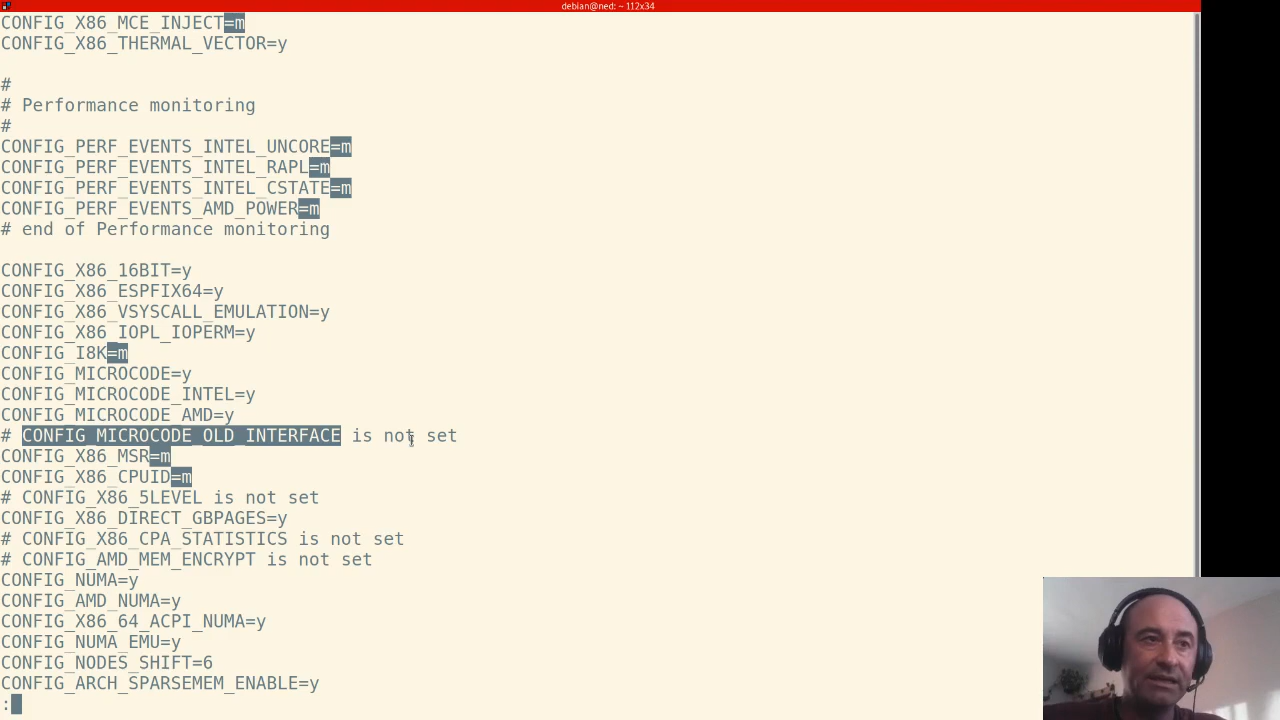 debian@ned: ~ 112x34
CONFIG_X86_MCE_INJECT=m
CONFIG_X86_THERMAL_VECTOR=y
#
# Performance monitoring
#
CONFIG_PERF_EVENTS_INTEL_UNCORE=m
CONFIG_PERF_EVENTS_INTEL_RAPL=m
CONFIG_PERF_EVENTS_INTEL_CSTATE=m
CONFIG_PERF_EVENTS_AMD_POWER=m
# end of Performance monitoring
CONFIG_X86_16BIT=y
CONFIG_X86_ESPFIX64=y
CONFIG_X86_VSYSCALL_EMULATION=y
CONFIG_X86_IOPL_IOPERM=y
CONFIG_I8K=m
CONFIG_MICROCODE=y
CONFIG_MICROCODE_INTEL=y
CONFIG_MICROCODE_AMD=y
# CONFIG_MICROCODE_OLD_INTERFACE is not set
CONFIG_X86_MSR=m
CONFIG_X86_CPUID=m
# CONFIG_X86_5LEVEL is not set
CONFIG_X86_DIRECT_GBPAGES=y
# CONFIG_X86_CPA_STATISTICS is not set
# CONFIG_AMD_MEM_ENCRYPT is not set
CONFIG_NUMA=y
CONFIG_AMD_NUMA=y
CONFIG_X86_64_ACPI_NUMA=y
CONFIG_NUMA_EMU=y
CONFIG_NODES_SHIFT=6
CONFIG_ARCH_SPARSEMEM_ENABLE=y
: